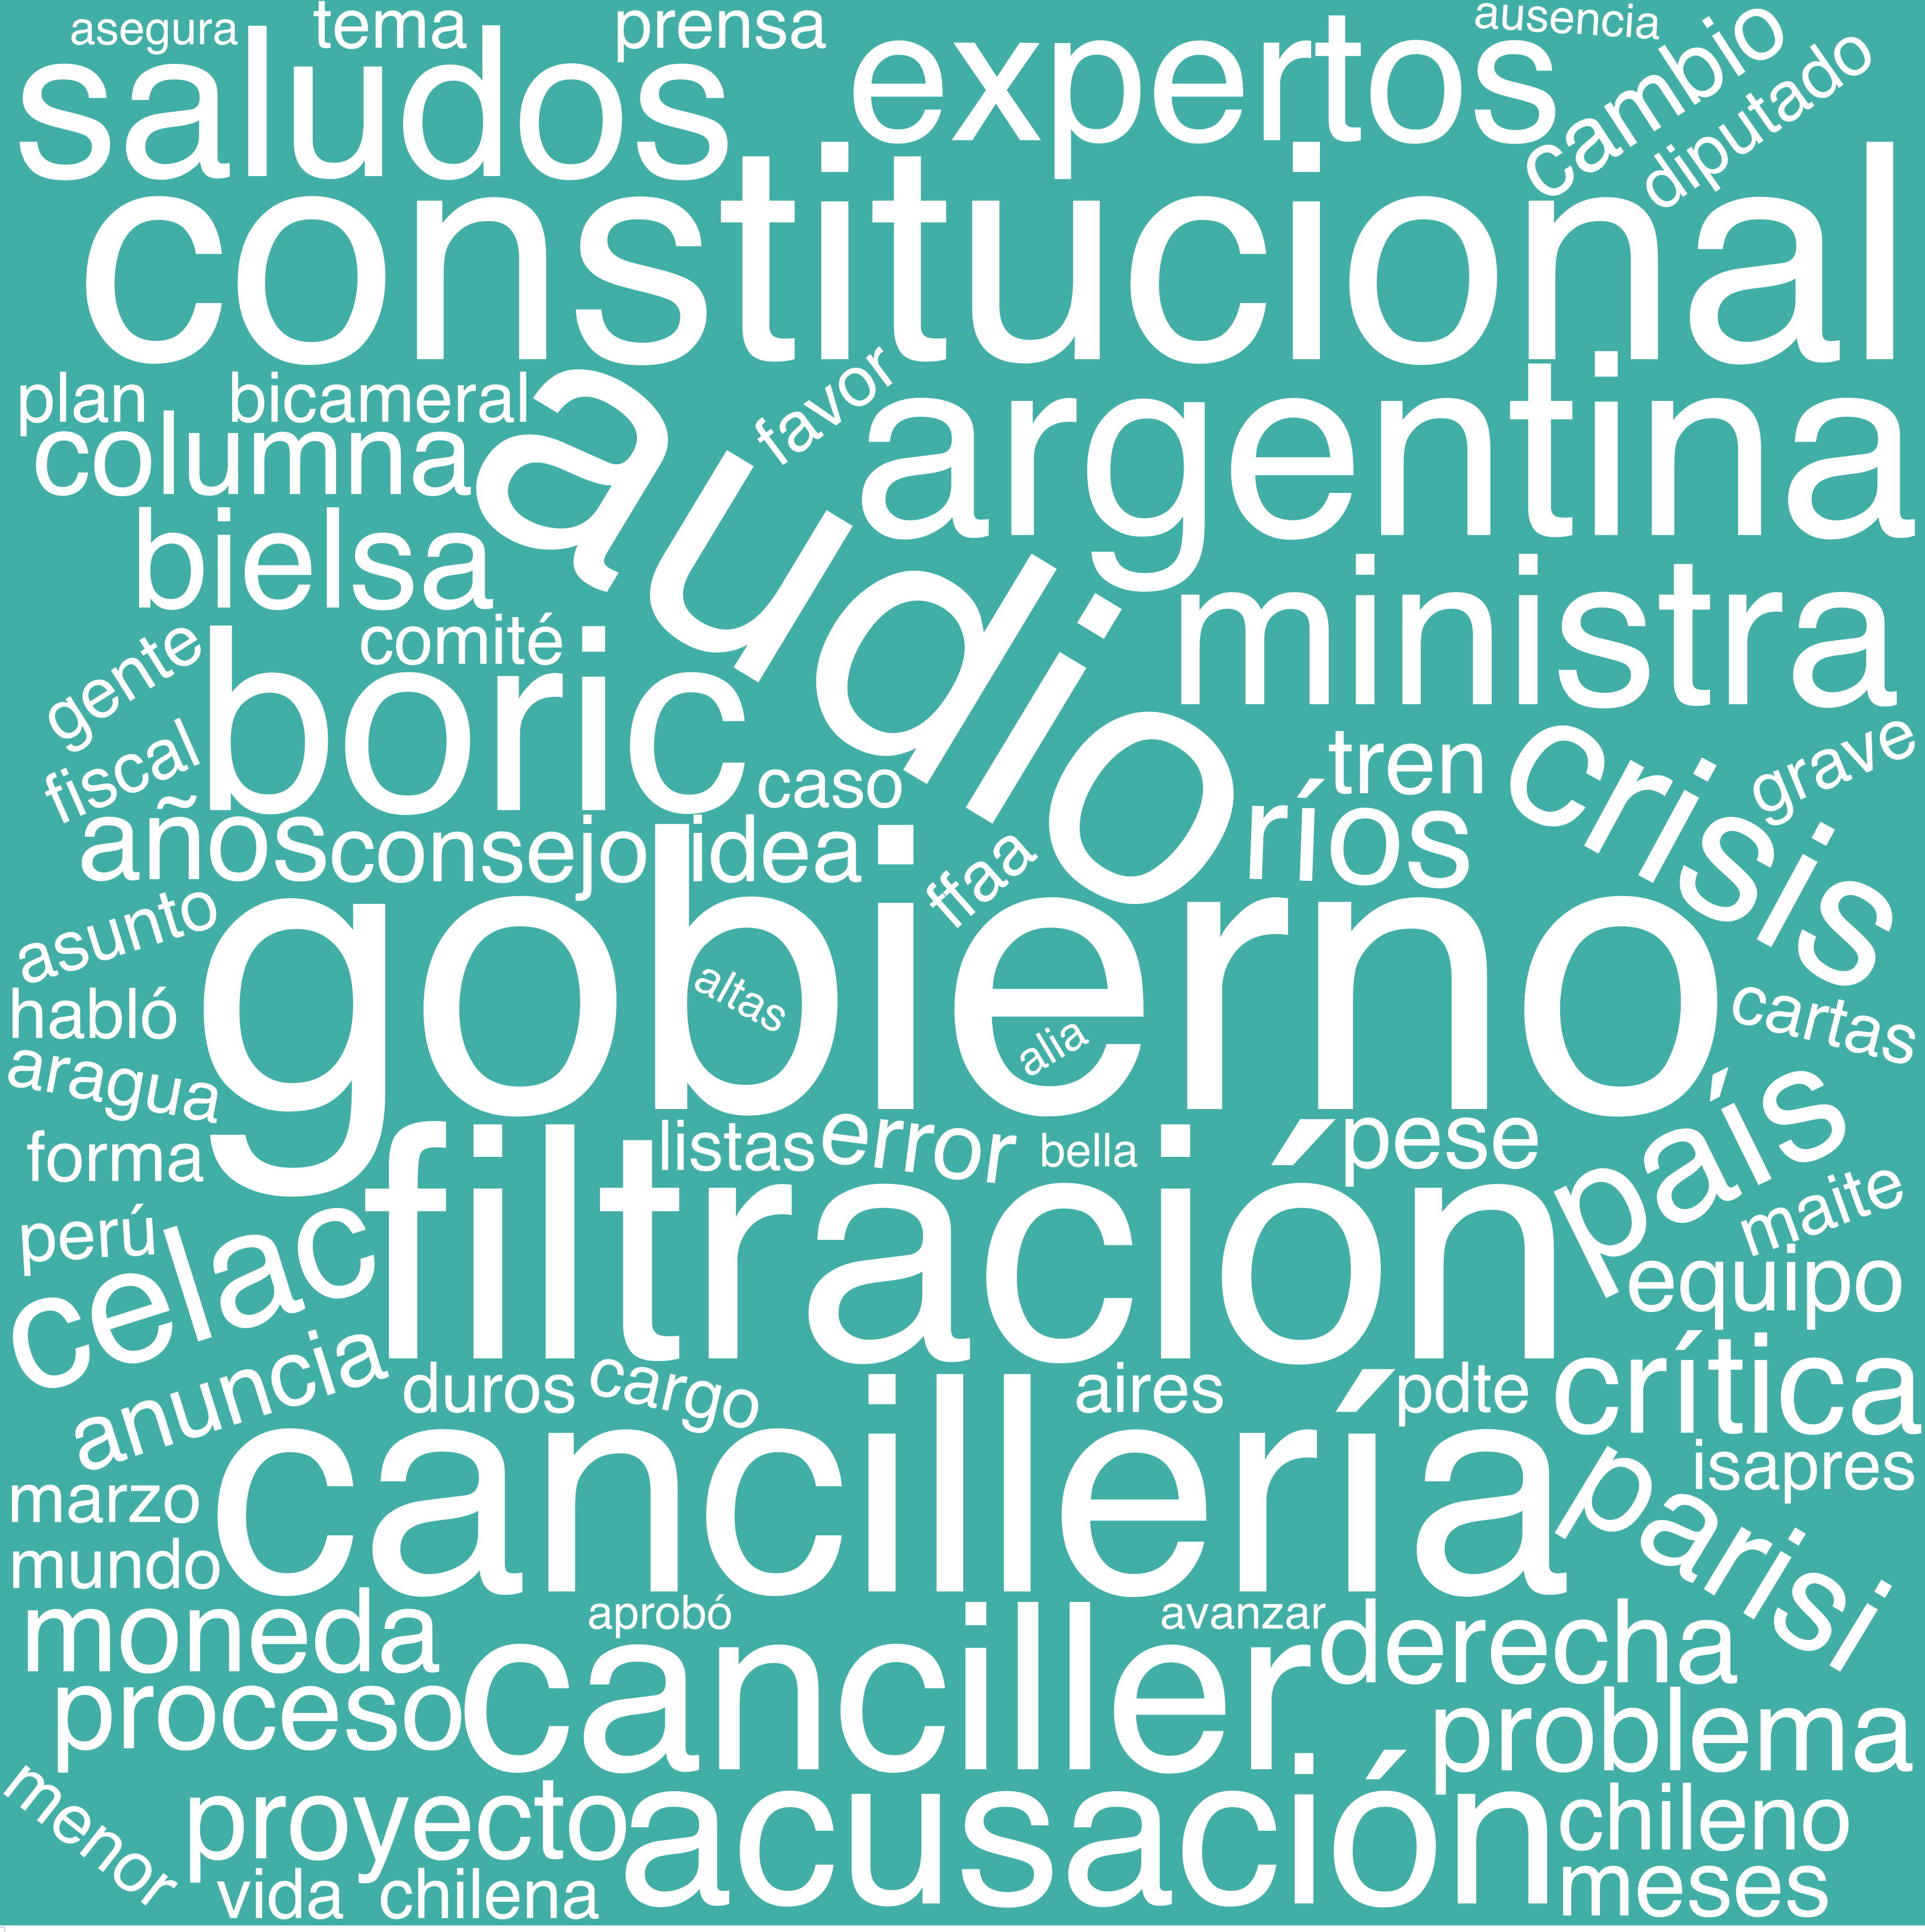 asegura tema prensa ausencia
saludos expertos cambio diputado
constitucional
plan bicameral favor
columna audio argentina
bielsa ministra
gente comité
boric tren crisis grave
fiscal caso ríos
años consejo idea ffaa
asunto gobierno
altas cartas
habló alia
aragua país
forma listas error bella pese
perú filtración maite
celac equipo
anuncia duros cargo aires pdte crítica
cancillería isapres
marzo parisi
mundo
moneda aprobó avanzar derecha
proceso canciller problema
menor proyecto acusación chileno
vida chilena meses